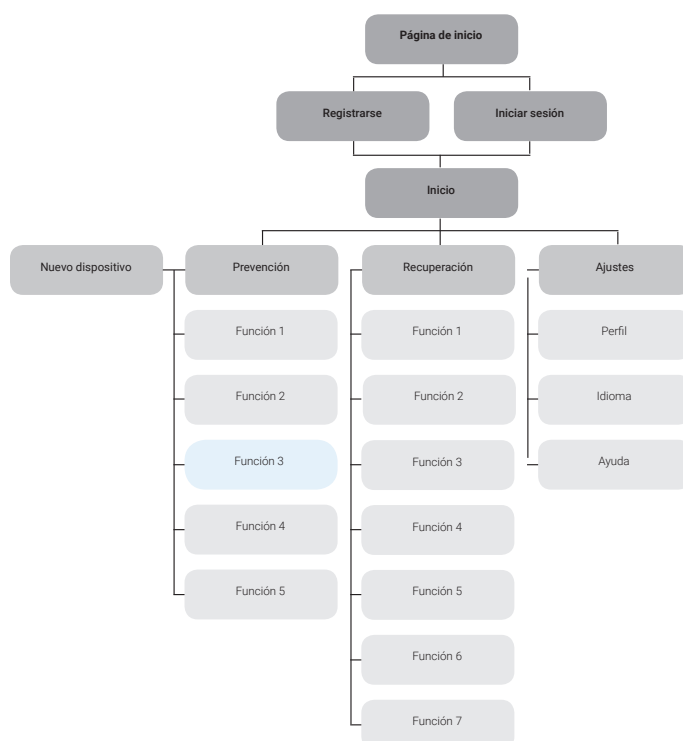 Página de inicio
Registrarse
Iniciar sesión
Inicio
Nuevo dispositivo
Prevención
Recuperación
Ajustes
Función 1
Función 1
Perfil
Función 2
Función 2
Idioma
Función 3
Función 3
Ayuda
Función 4
Función 4
Función 5
Función 5
Función 6
Función 7